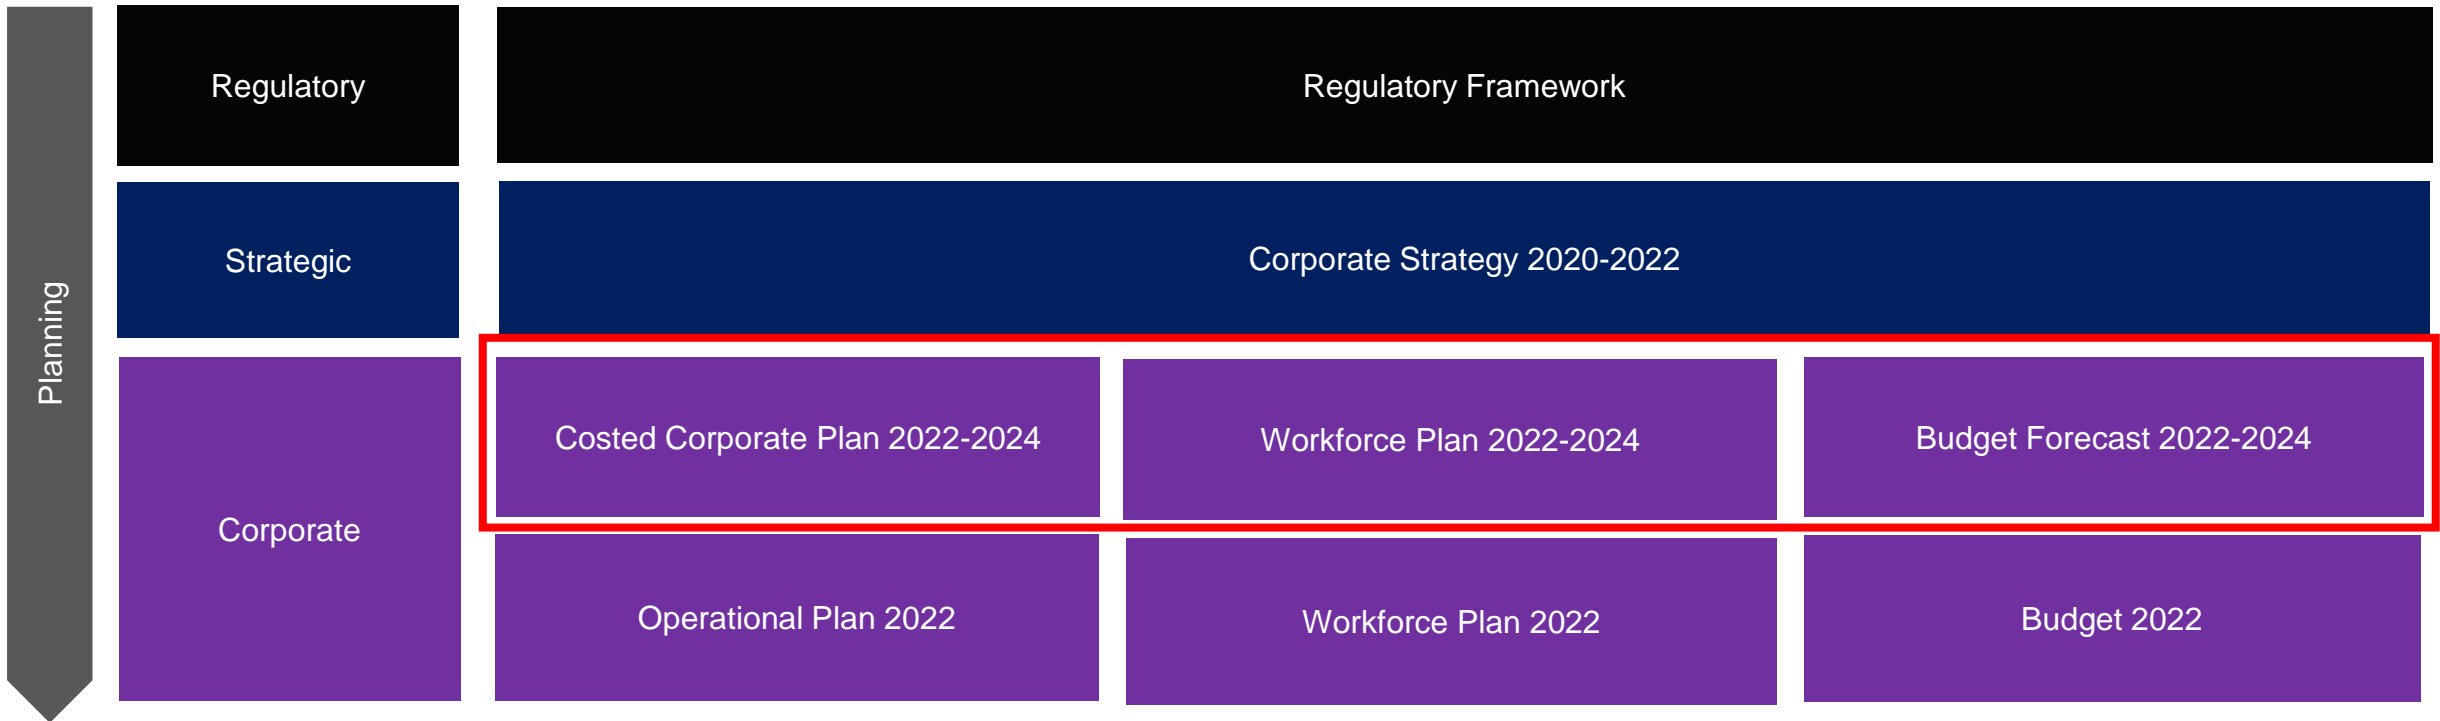 Planning
Regulatory
Regulatory Framework
Strategic
Corporate Strategy 2020-2022
Corporate
Costed Corporate Plan 2022-2024
Workforce Plan 2022-2024
Budget Forecast 2022-2024
Operational Plan 2022
Workforce Plan 2022
Budget 2022